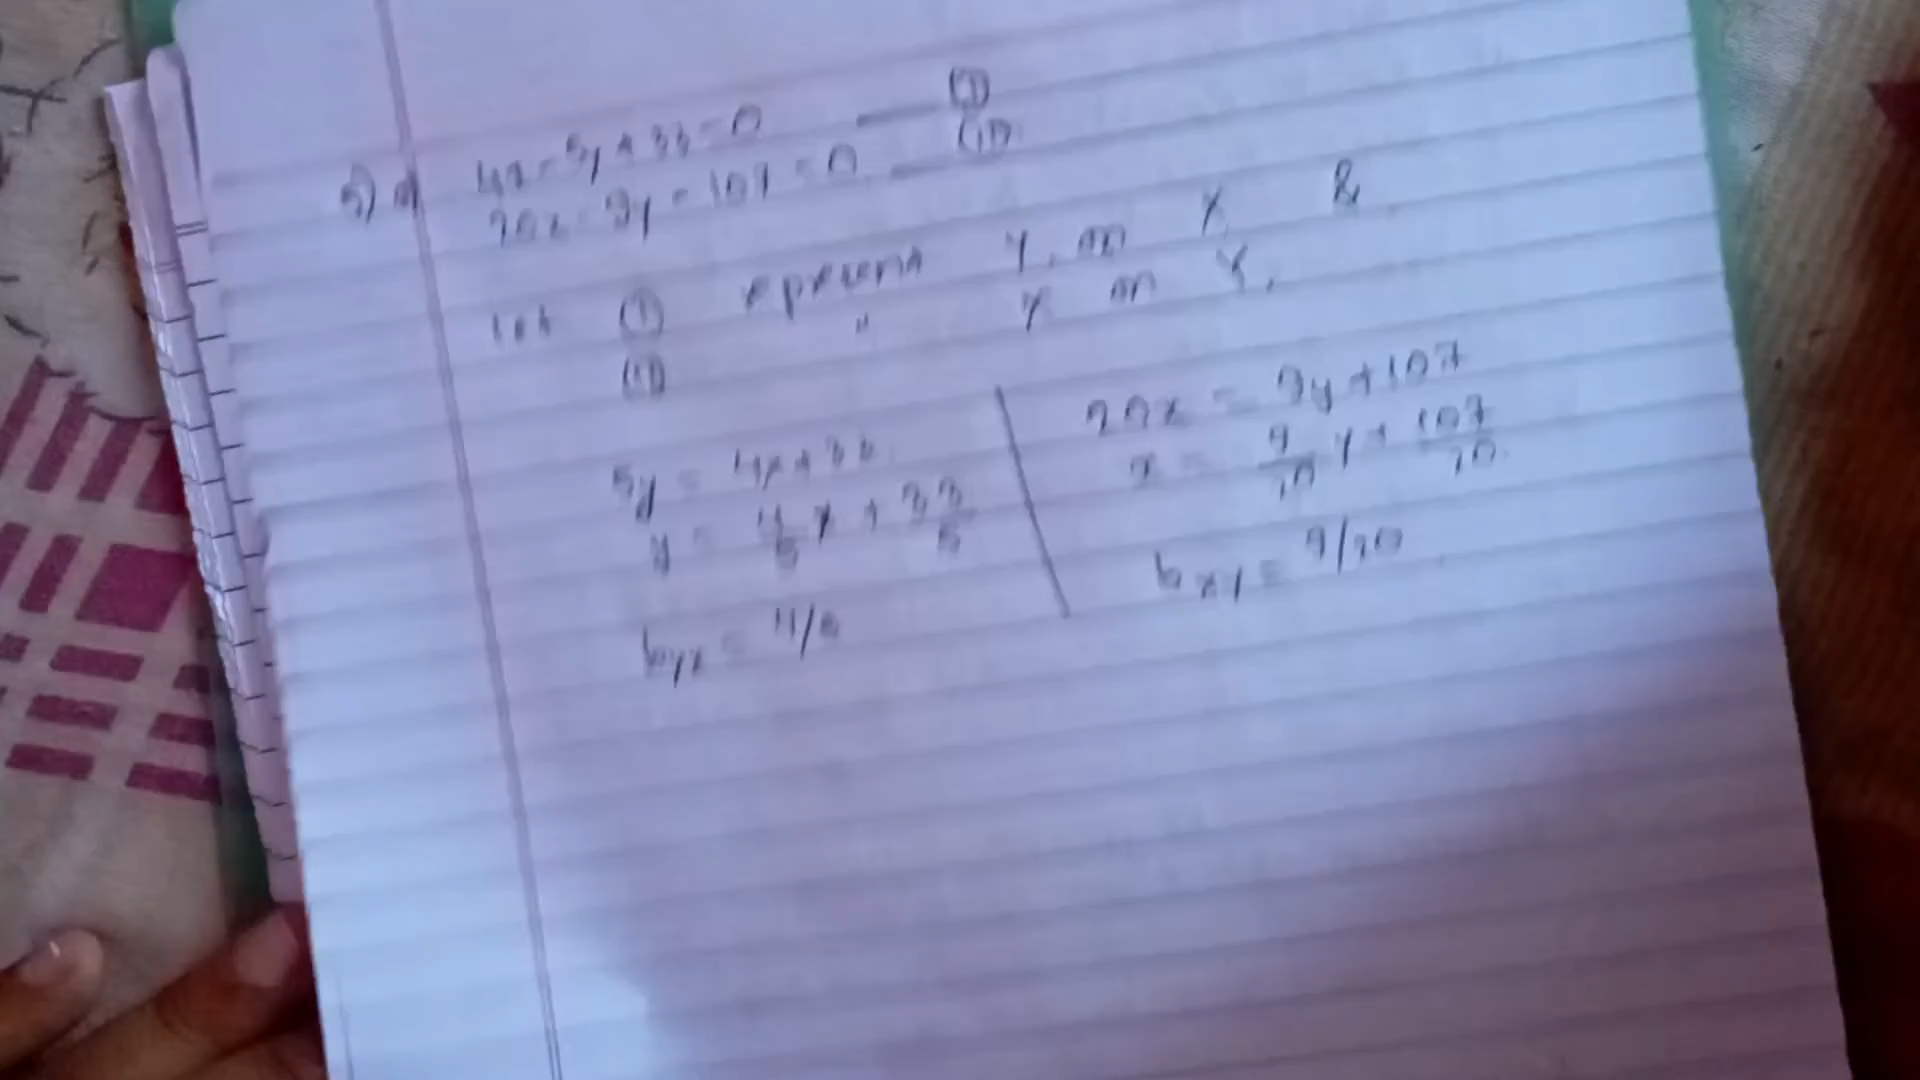 5) a) 4x - 5y + 33 = 0 —— (I)
20x - 9y - 107 = 0 —— (II)
Let (I) represent Y on X &
(II) " X on Y,
5y = 4x + 33
y = 4/5 x + 33/5
byx = 4/5
20x = 9y + 107
x = 9/20 y + 107/20
bxy = 9/20